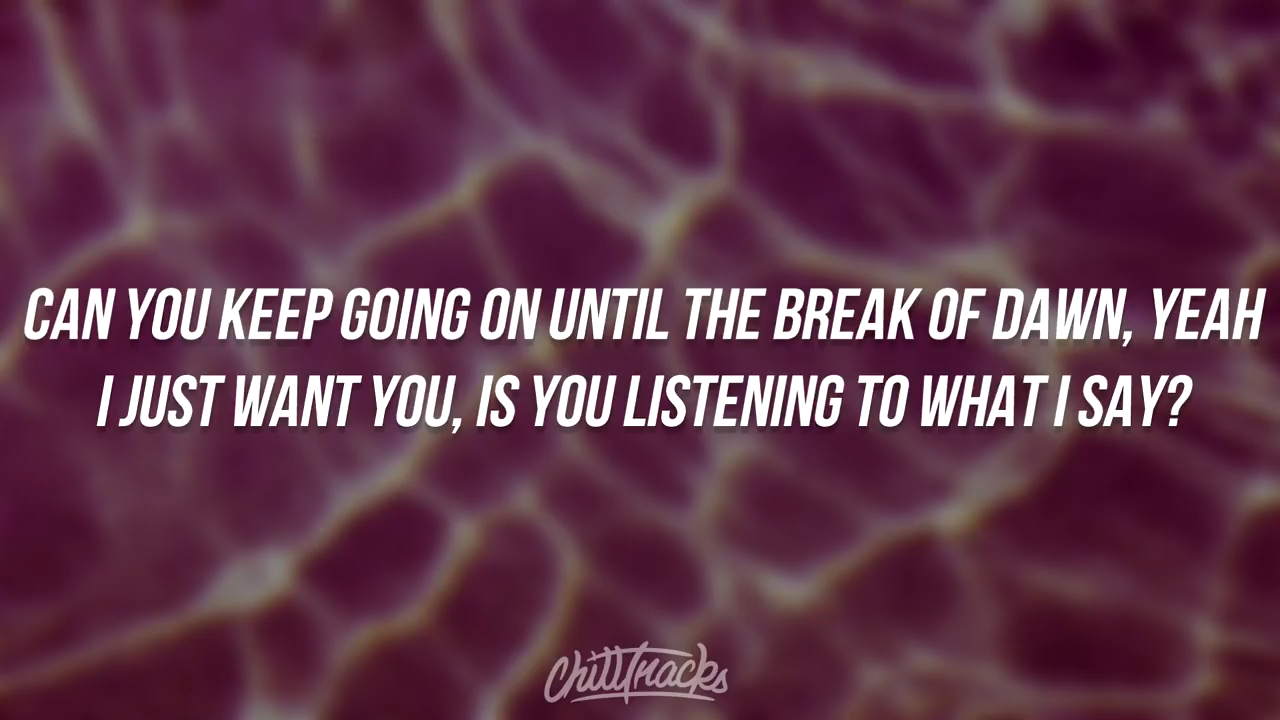 CAN YOU KEEP GOING ON UNTIL THE BREAK OF DAWN, YEAH
I JUST WANT YOU, IS YOU LISTENING TO WHAT I SAY?
ChillTracks